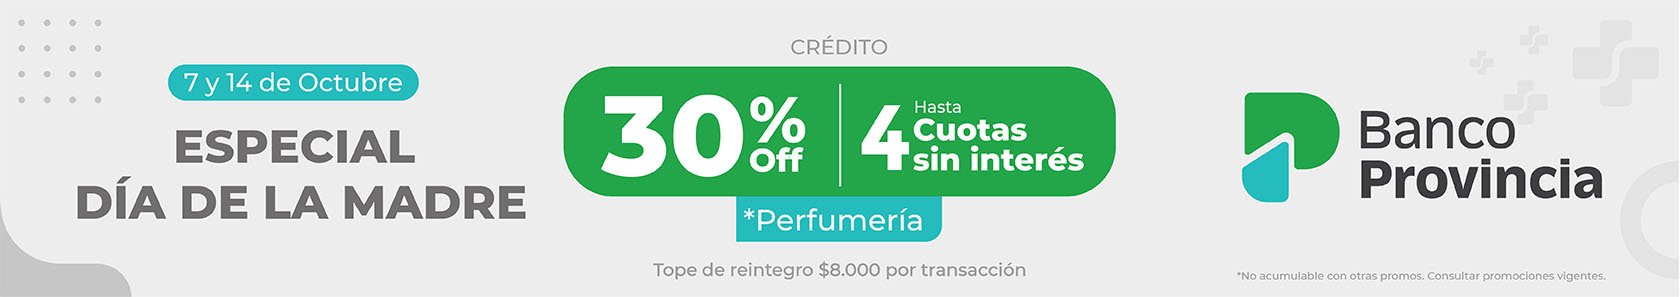 7 y 14 de Octubre
ESPECIAL
DÍA DE LA MADRE
CRÉDITO
30% Off
Hasta
4 Cuotas
sin interés
*Perfumería
Tope de reintegro $8.000 por transacción
Banco
Provincia
*No acumulable con otras promos. Consultar promociones vigentes.